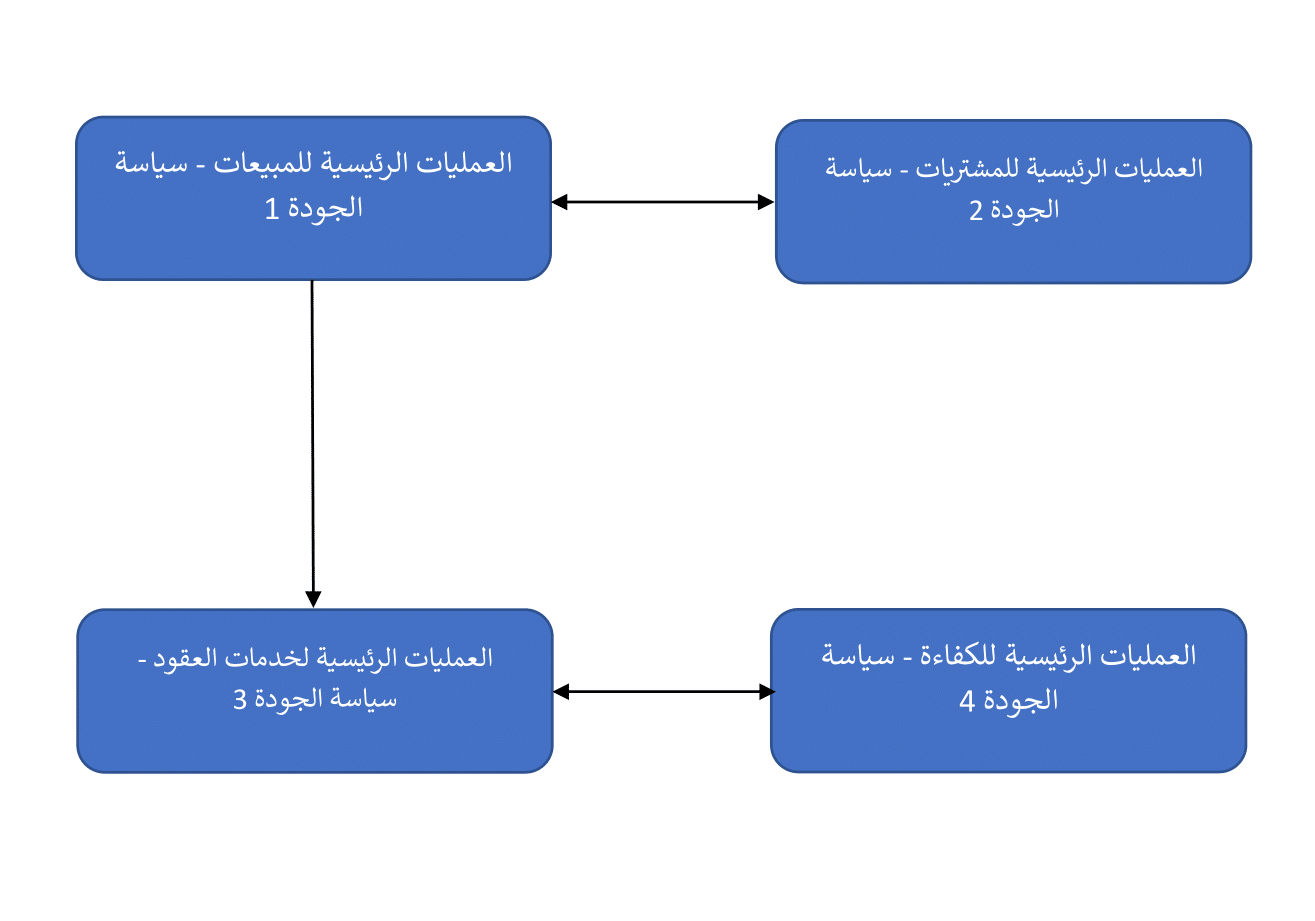 العمليات الرئيسية للمبيعات - سياسة
الجودة 1
العمليات الرئيسية للمشتريات - سياسة
الجودة 2
العمليات الرئيسية لخدمات العقود -
سياسة الجودة 3
العمليات الرئيسية للكفاءة - سياسة
الجودة 4